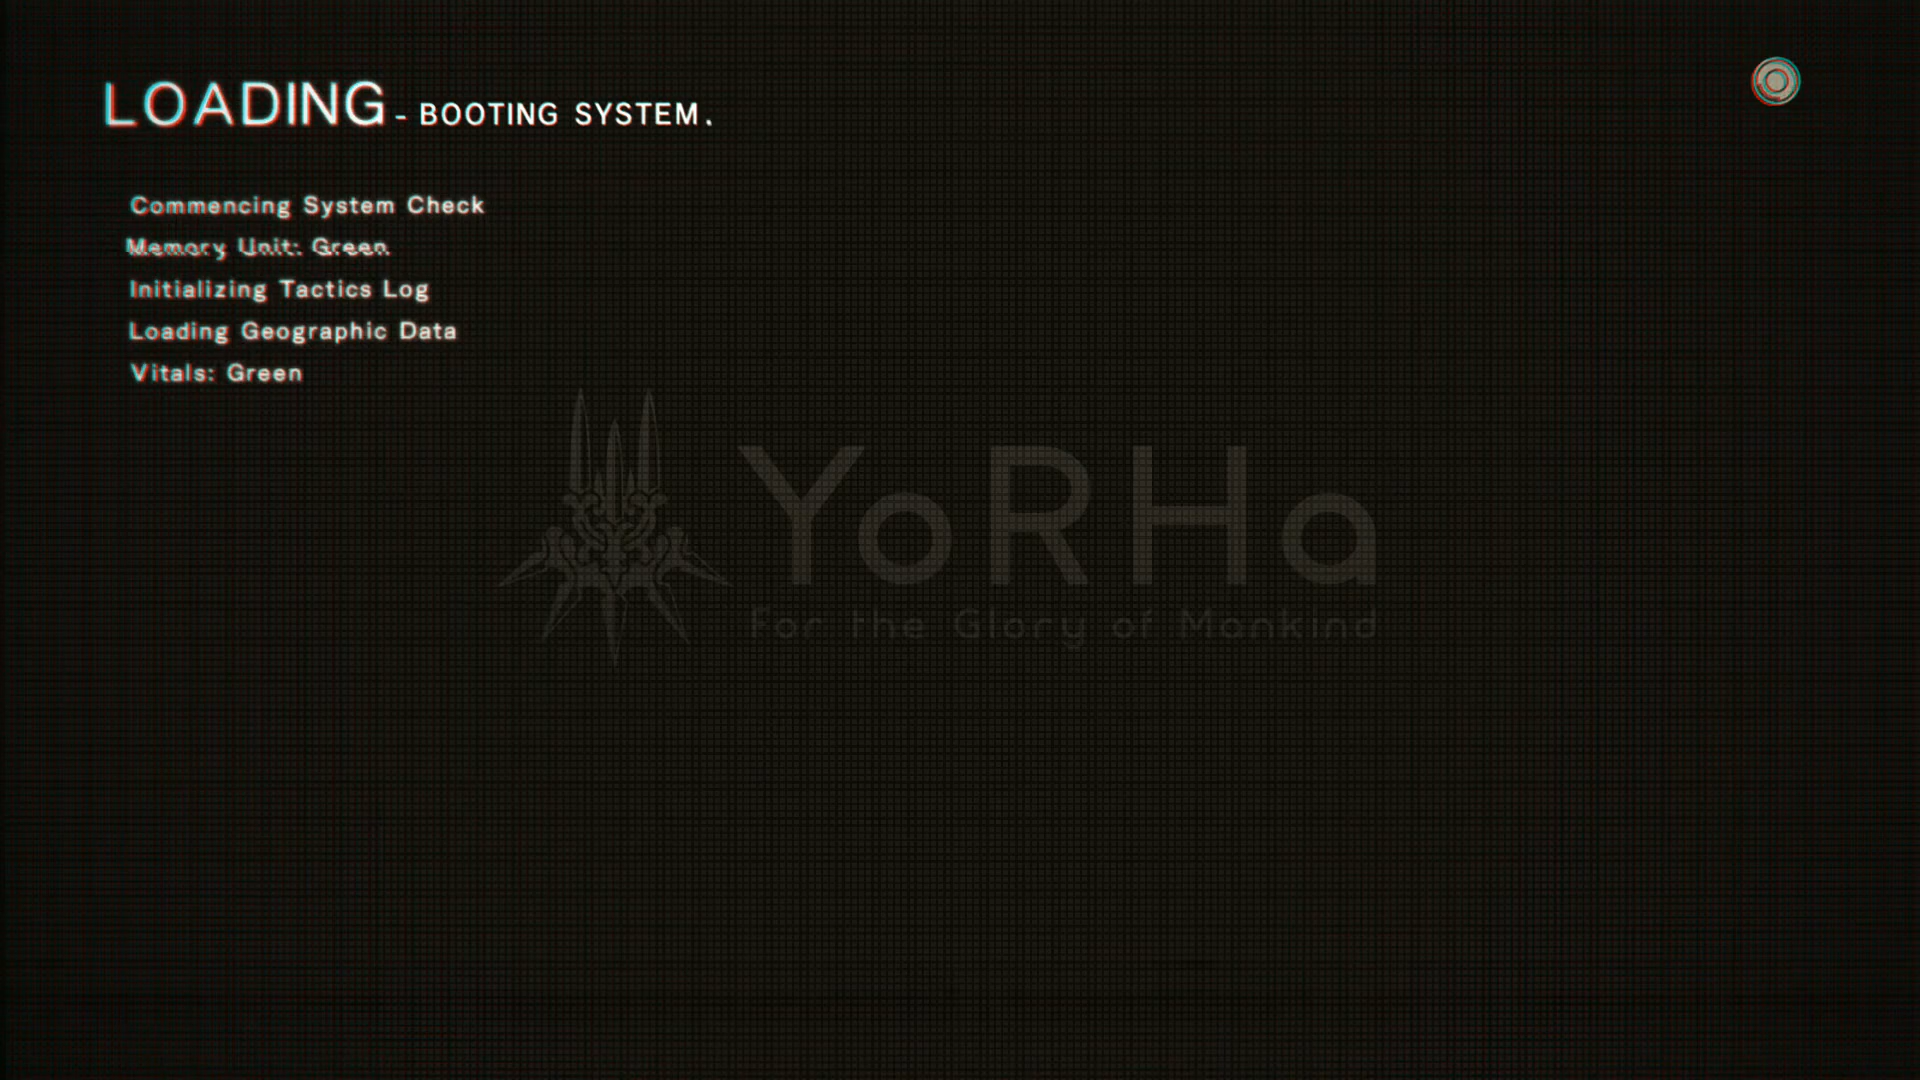 LOADING - BOOTING SYSTEM.
Commencing System Check
Memory Unit: Green
Initializing Tactics Log
Loading Geographic Data
Vitals: Green
YoRHa
For the Glory of Mankind